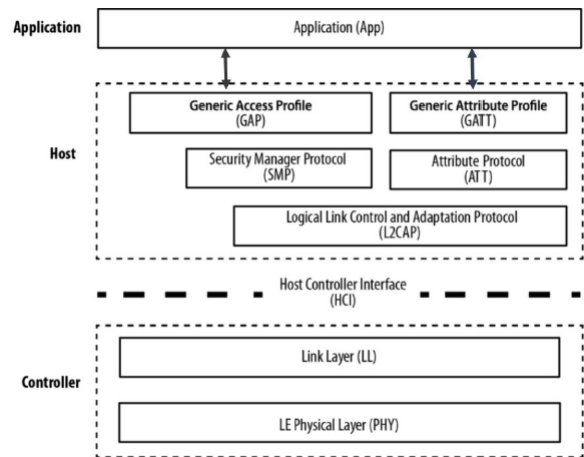 Application
Application (App)
Generic Access Profile
(GAP)
Generic Attribute Profile
(GATT)
Host
Security Manager Protocol
(SMP)
Attribute Protocol
(ATT)
Logical Link Control and Adaptation Protocol
(L2CAP)
Host Controller Interface
(HCI)
Link Layer (LL)
Controller
LE Physical Layer (PHY)